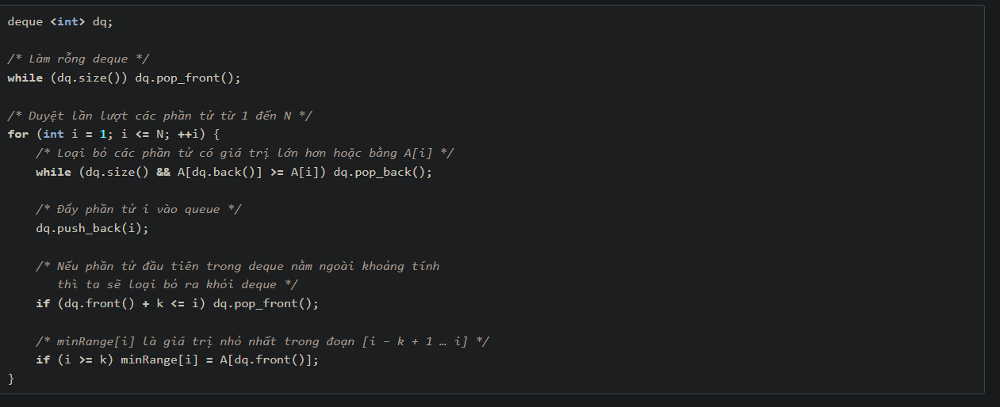 deque <int> dq;
/* Làm rỗng deque */
while (dq.size()) dq.pop_front();
/* Duyệt lần lượt các phần tử từ 1 đến N */
for (int i = 1; i <= N; ++i) {
/* Loại bỏ các phần tử có giá trị lớn hơn hoặc bằng A[i] */
while (dq.size() && A[dq.back()] >= A[i]) dq.pop_back();
/* Đẩy phần tử i vào queue */
dq.push_back(i);
/* Nếu phần tử đầu tiên trong deque nằm ngoài khoảng tính
thì ta sẽ loại bỏ ra khỏi deque */
if (dq.front() + k <= i) dq.pop_front();
/* minRange[i] là giá trị nhỏ nhất trong đoạn [i − k + 1 … i] */
if (i >= k) minRange[i] = A[dq.front()];
}